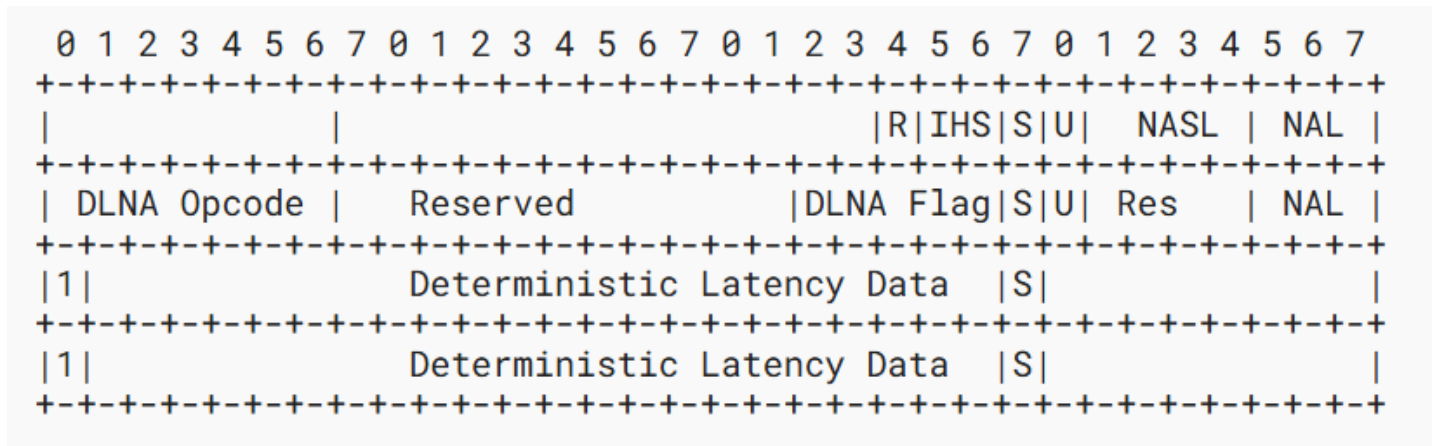 0 1 2 3 4 5 6 7 0 1 2 3 4 5 6 7 0 1 2 3 4 5 6 7 0 1 2 3 4 5 6 7
+-+-+-+-+-+-+-+-+-+-+-+-+-+-+-+-+-+-+-+-+-+-+-+-+-+-+-+-+-+-+-+-+
|             |                         |R|IHS|S|U|  NASL | NAL |
+-+-+-+-+-+-+-+-+-+-+-+-+-+-+-+-+-+-+-+-+-+-+-+-+-+-+-+-+-+-+-+-+
| DLNA Opcode |   Reserved          |DLNA Flag|S|U| Res   | NAL |
+-+-+-+-+-+-+-+-+-+-+-+-+-+-+-+-+-+-+-+-+-+-+-+-+-+-+-+-+-+-+-+-+
|1|               Deterministic Latency Data  |S|               |
+-+-+-+-+-+-+-+-+-+-+-+-+-+-+-+-+-+-+-+-+-+-+-+-+-+-+-+-+-+-+-+-+
|1|               Deterministic Latency Data  |S|               |
+-+-+-+-+-+-+-+-+-+-+-+-+-+-+-+-+-+-+-+-+-+-+-+-+-+-+-+-+-+-+-+-+